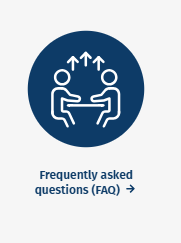 Frequently asked
questions (FAQ) →